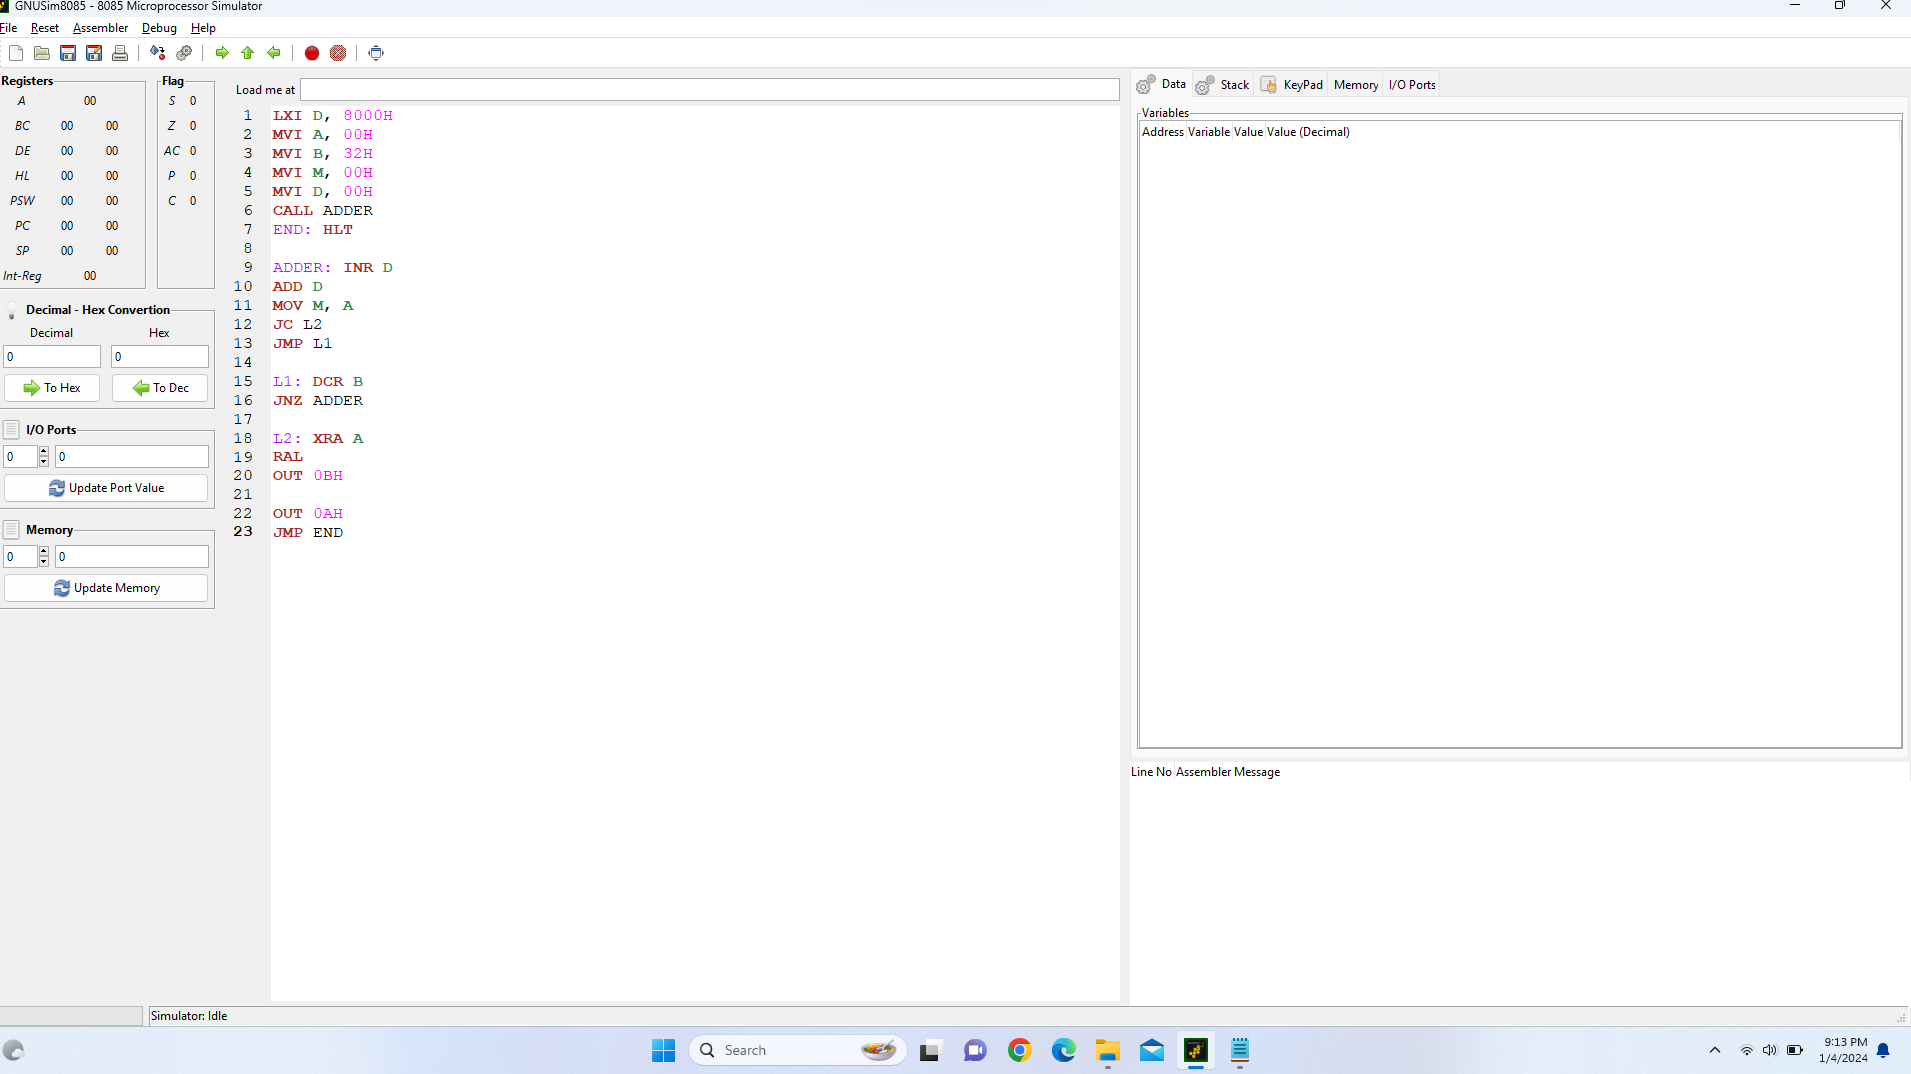 GNUSim8085 - 8085 Microprocessor Simulator
File Reset Assembler Debug Help
Registers
A 00
BC 00 00
DE 00 00
HL 00 00
PSW 00 00
PC 00 00
SP 00 00
Int-Reg 00
Flag
S 0
Z 0
AC 0
P 0
C 0
Decimal - Hex Convertion
Decimal Hex
0 0
To Hex To Dec
I/O Ports
0 0
Update Port Value
Memory
0 0
Update Memory
Load me at
1 LXI D, 8000H
2 MVI A, 00H
3 MVI B, 32H
4 MVI M, 00H
5 MVI D, 00H
6 CALL ADDER
7 END: HLT
8
9 ADDER: INR D
10 ADD D
11 MOV M, A
12 JC L2
13 JMP L1
14
15 L1: DCR B
16 JNZ ADDER
17
18 L2: XRA A
19 RAL
20 OUT 0BH
21
22 OUT 0AH
23 JMP END
Data Stack KeyPad Memory I/O Ports
Variables
Address Variable Value Value (Decimal)
Line No Assembler Message
Simulator: Idle
Search
9:13 PM
1/4/2024